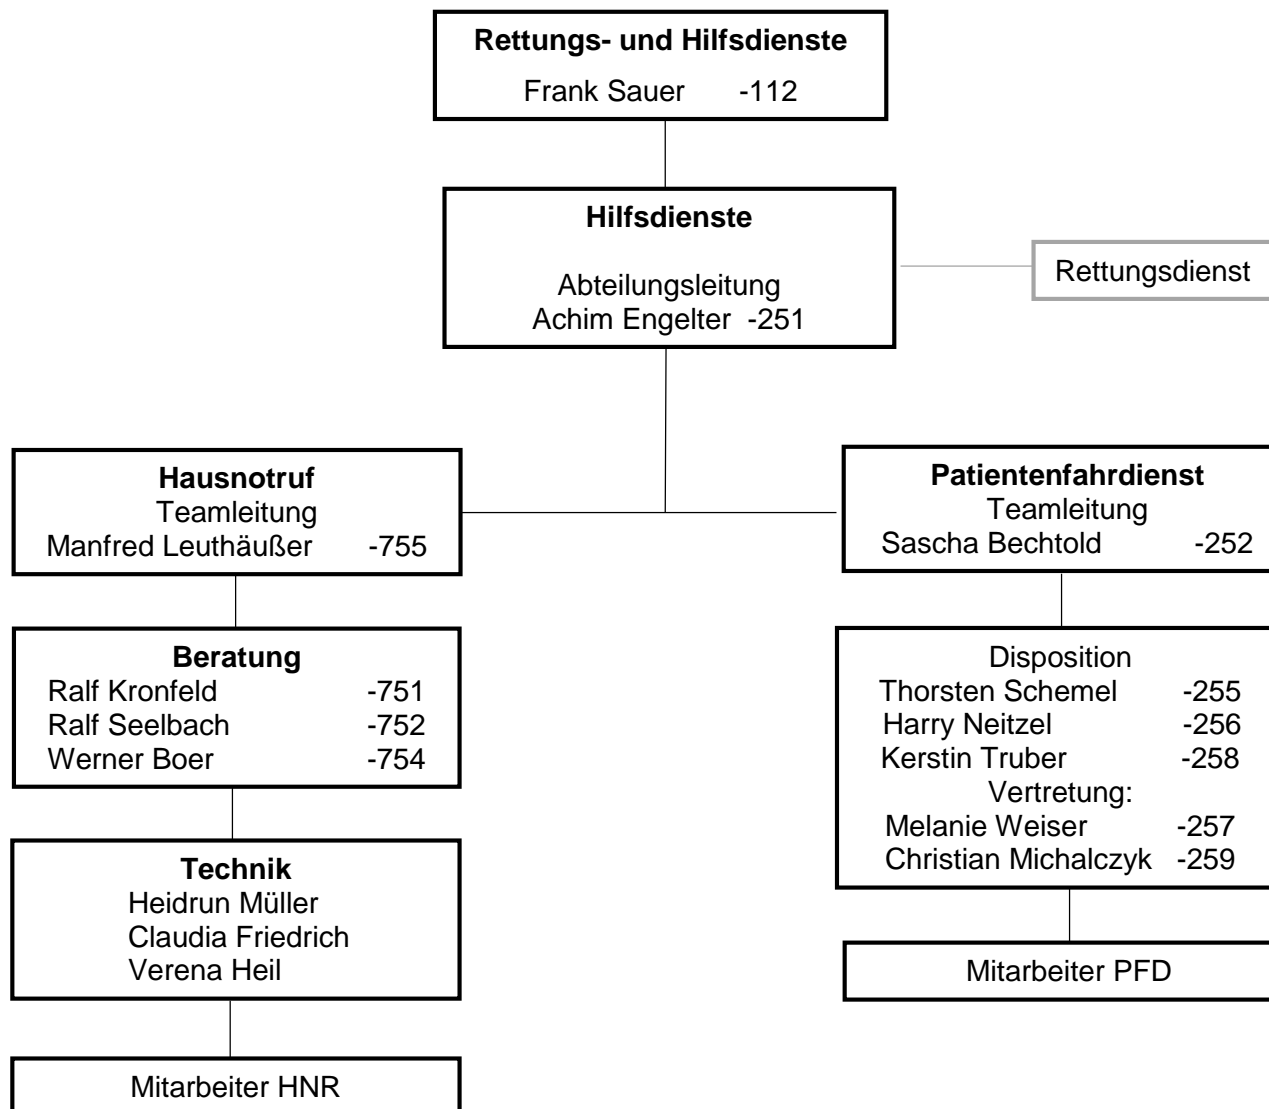 Rettungs- und Hilfsdienste
Frank Sauer -112
Hilfsdienste
Abteilungsleitung
Achim Engelter -251
Rettungsdienst
Hausnotruf
Teamleitung
Manfred Leuthäußer -755
Beratung
Ralf Kronfeld -751
Ralf Seelbach -752
Werner Boer -754
Technik
Heidrun Müller
Claudia Friedrich
Verena Heil
Mitarbeiter HNR
Patientenfahrdienst
Teamleitung
Sascha Bechtold -252
Disposition
Thorsten Schemel -255
Harry Neitzel -256
Kerstin Truber -258
Vertretung:
Melanie Weiser -257
Christian Michalczyk -259
Mitarbeiter PFD